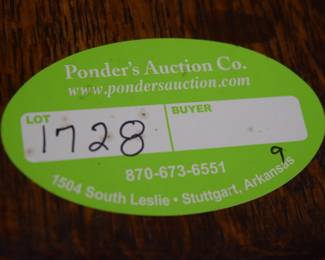 Ponder's Auction Co.
www.pondersauction.com
LOT BUYER
1728
870-673-6551
9
1504 South Leslie • Stuttgart, Arkansas